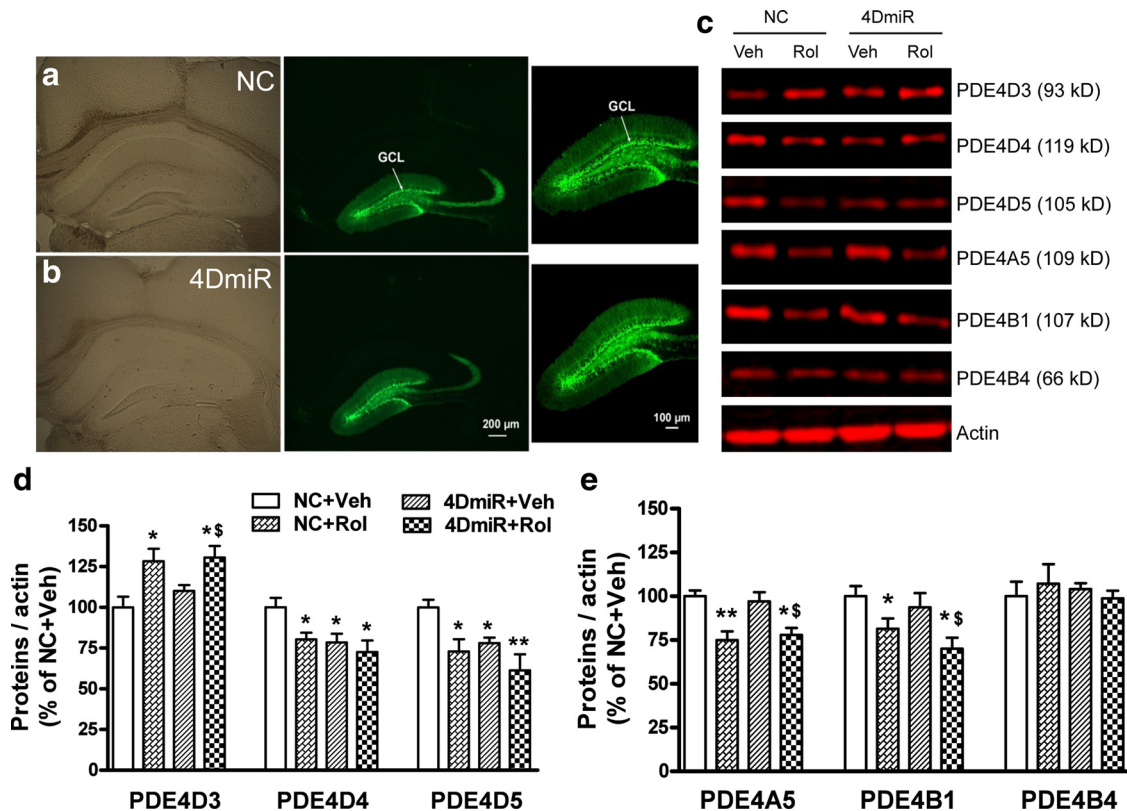 a
NC
GCL
GCL
b
4DmiR
200 µm
100 µm
c
NC 4DmiR
Veh Rol Veh Rol
PDE4D3 (93 kD)
PDE4D4 (119 kD)
PDE4D5 (105 kD)
PDE4A5 (109 kD)
PDE4B1 (107 kD)
PDE4B4 (66 kD)
Actin
d
NC+Veh 4DmiR+Veh
NC+Rol 4DmiR+Rol
Proteins / actin
(% of NC+Veh)
150
125
100
75
50
25
0
* *$
* * *
* * **
PDE4D3 PDE4D4 PDE4D5
e
Proteins / actin
(% of NC+Veh)
150
125
100
75
50
25
0
** *$
* *$
PDE4A5 PDE4B1 PDE4B4